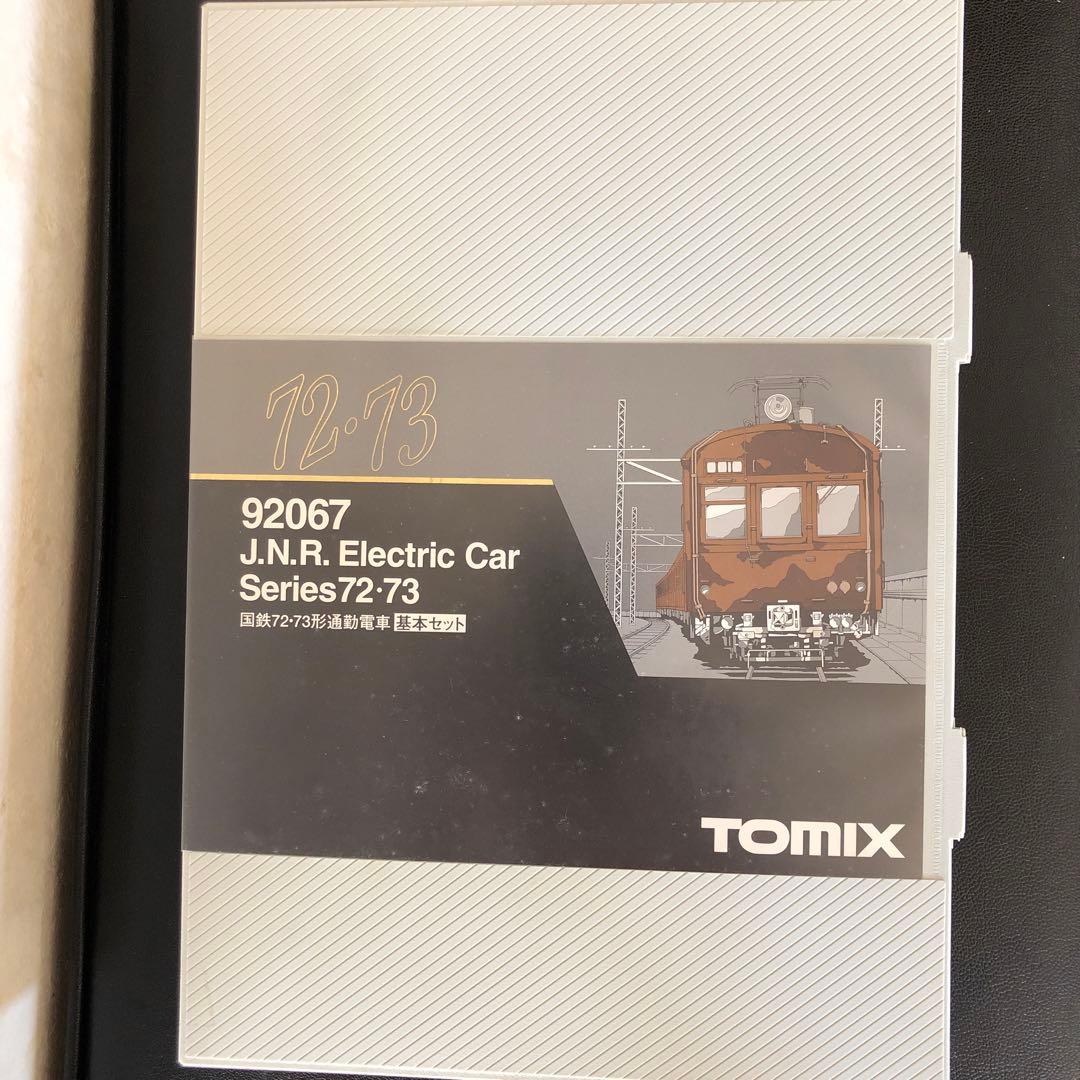 72・73
92067
J.N.R. Electric Car
Series72・73
国鉄72・73形通勤電車 基本セット
TOMIX